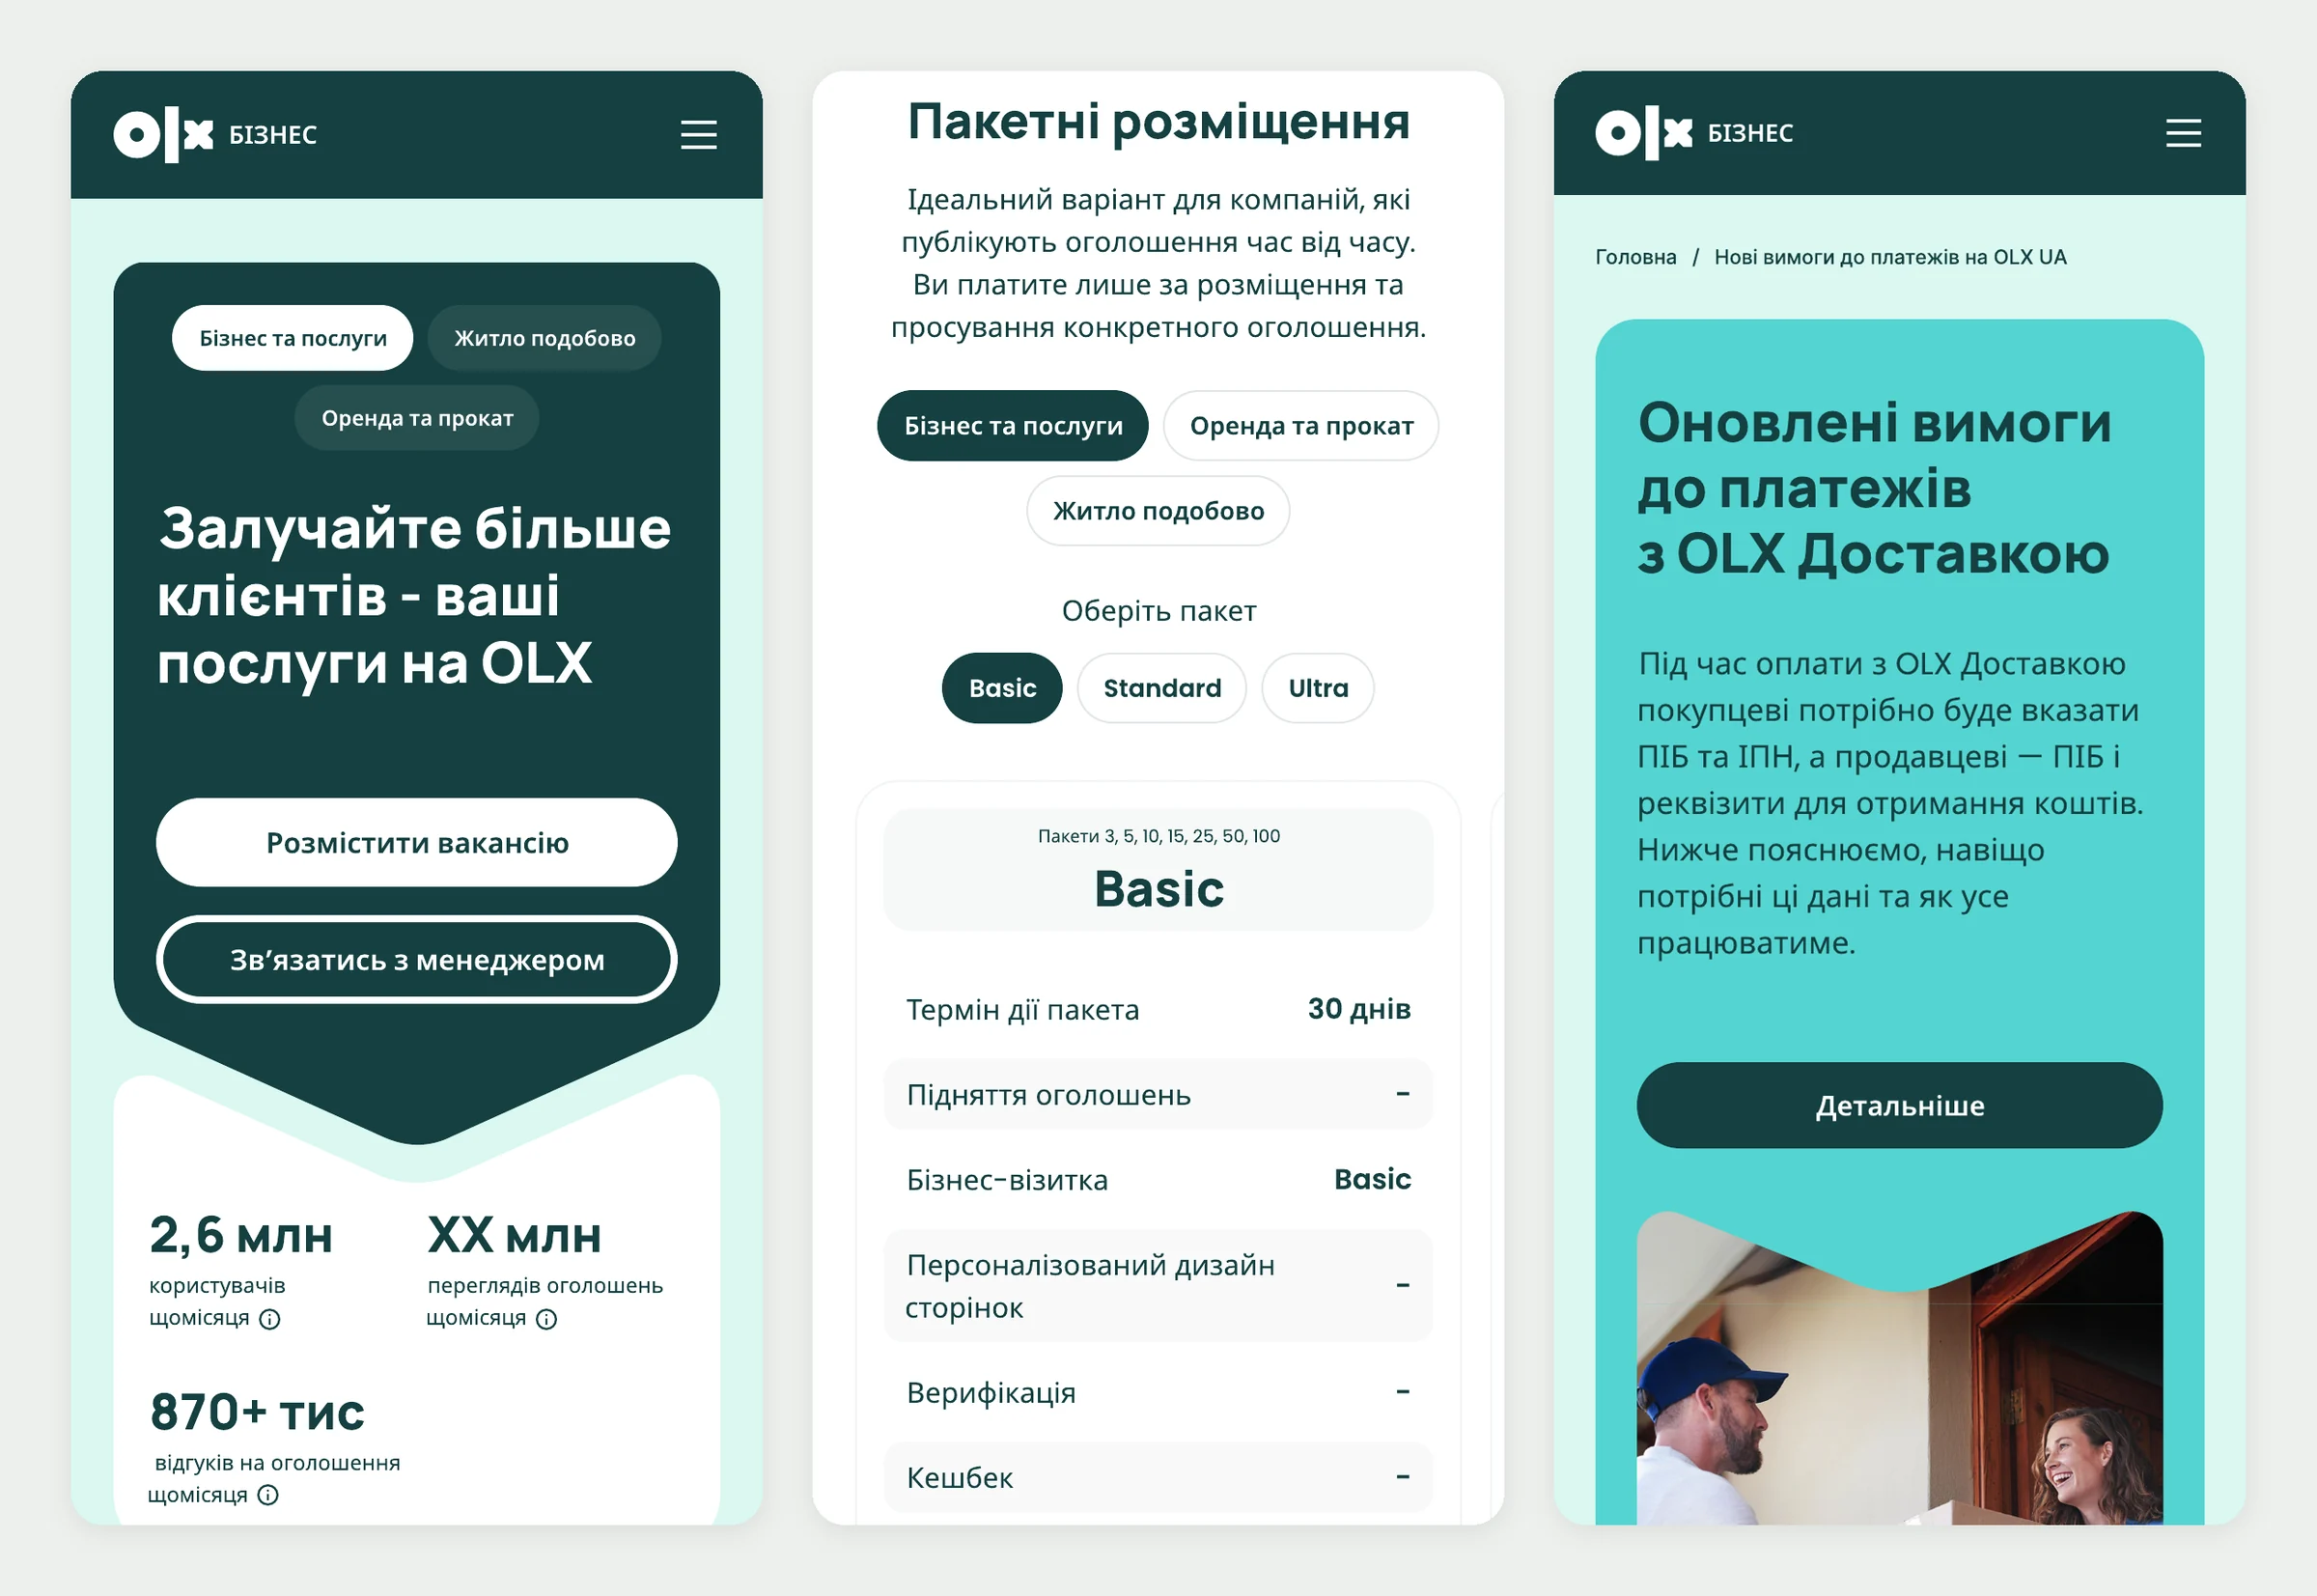 olx БІЗНЕС
Бізнес та послуги
Житло подобово
Оренда та прокат
Залучайте більше
клієнтів - ваші
послуги на OLX
Розмістити вакансію
Зв’язатись з менеджером
2,6 млн
користувачів
щомісяця
XX млн
переглядів оголошень
щомісяця
870+ тис
відгуків на оголошення
щомісяця
Пакетні розміщення
Ідеальний варіант для компаній, які
публікують оголошення час від часу.
Ви платите лише за розміщення та
просування конкретного оголошення.
Бізнес та послуги
Оренда та прокат
Житло подобово
Оберіть пакет
Basic
Standard
Ultra
Пакети 3, 5, 10, 15, 25, 50, 100
Basic
Термін дії пакета 30 днів
Підняття оголошень –
Бізнес-візитка Basic
Персоналізований дизайн
сторінок –
Верифікація –
Кешбек –
olx БІЗНЕС
Головна / Нові вимоги до платежів на OLX UA
Оновлені вимоги
до платежів
з OLX Доставкою
Під час оплати з OLX Доставкою
покупцеві потрібно буде вказати
ПІБ та ІПН, а продавцеві — ПІБ і
реквізити для отримання коштів.
Нижче пояснюємо, навіщо
потрібні ці дані та як усе
працюватиме.
Детальніше